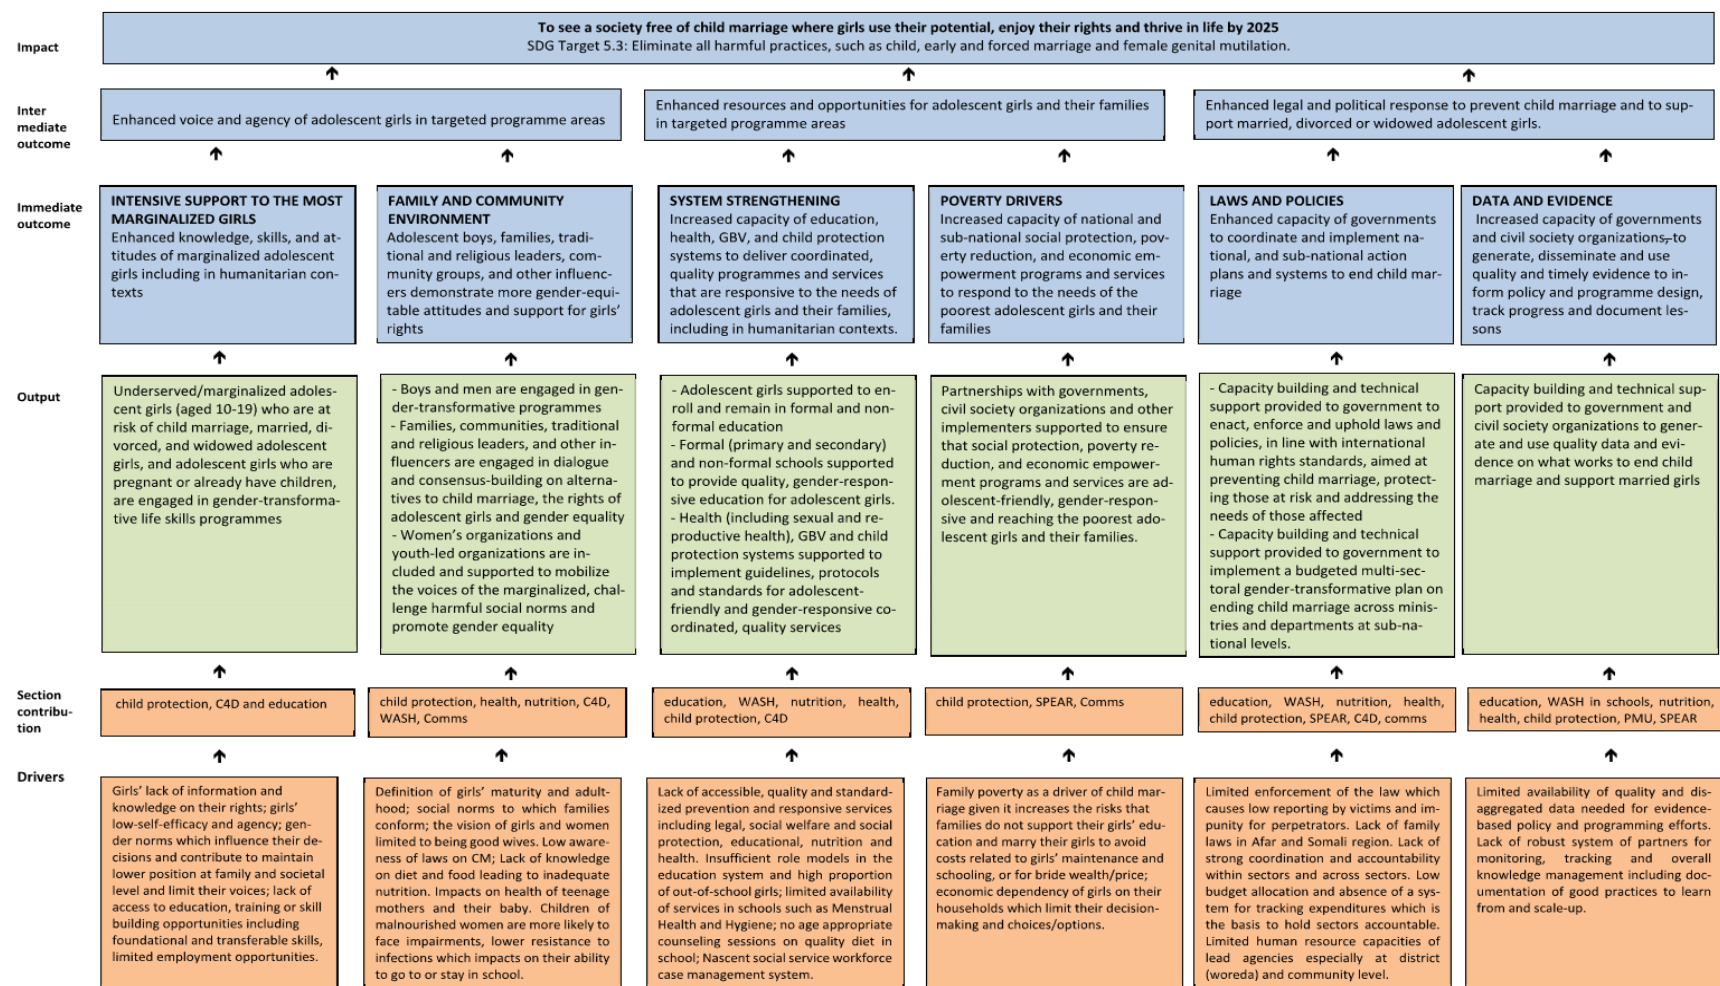 Impact
To see a society free of child marriage where girls use their potential, enjoy their rights and thrive in life by 2025
SDG Target 5.3: Eliminate all harmful practices, such as child, early and forced marriage and female genital mutilation.
Inter
mediate
outcome
Enhanced voice and agency of adolescent girls in targeted programme areas
Enhanced resources and opportunities for adolescent girls and their families
in targeted programme areas
Enhanced legal and political response to prevent child marriage and to sup-
port married, divorced or widowed adolescent girls.
Immediate
outcome
INTENSIVE SUPPORT TO THE MOST
MARGINALIZED GIRLS
Enhanced knowledge, skills, and at-
titudes of marginalized adolescent
girls including in humanitarian con-
texts
FAMILY AND COMMUNITY
ENVIRONMENT
Adolescent boys, families, tradi-
tional and religious leaders, com-
munity groups, and other influenc-
ers demonstrate more gender-equi-
table attitudes and support for girls'
rights
SYSTEM STRENGTHENING
Increased capacity of education,
health, GBV, and child protection
systems to deliver coordinated,
quality programmes and services
that are responsive to the needs of
adolescent girls and their families,
including in humanitarian contexts.
POVERTY DRIVERS
Increased capacity of national and
sub-national social protection, pov-
erty reduction, and economic em-
powerment programs and services
to respond to the needs of the
poorest adolescent girls and their
families
LAWS AND POLICIES
Enhanced capacity of governments
to coordinate and implement na-
tional, and sub-national action
plans and systems to end child mar-
riage
DATA AND EVIDENCE
Increased capacity of governments
and civil society organizations, to
generate, disseminate and use
quality and timely evidence to in-
form policy and programme design,
track progress and document les-
sons
Output
Underserved/marginalized adoles-
cent girls (aged 10-19) who are at
risk of child marriage, married, di-
vorced, and widowed adolescent
girls, and adolescent girls who are
pregnant or already have children,
are engaged in gender-transforma-
tive life skills programmes
- Boys and men are engaged in gen-
der-transformative programmes
- Families, communities, traditional
and religious leaders, and other in-
fluencers are engaged in dialogue
and consensus-building on alterna-
tives to child marriage, the rights of
adolescent girls and gender equality
- Women's organizations and
youth-led organizations are in-
cluded and supported to mobilize
the voices of the marginalized, chal-
lenge harmful social norms and
promote gender equality
- Adolescent girls supported to en-
roll and remain in formal and non-
formal education
- Formal (primary and secondary)
and non-formal schools supported
to provide quality, gender-respon-
sive education for adolescent girls.
- Health (including sexual and re-
productive health), GBV and child
protection systems supported to
implement guidelines, protocols
and standards for adolescent-
friendly and gender-responsive co-
ordinated, quality services
Partnerships with governments,
civil society organizations and other
implementers supported to ensure
that social protection, poverty re-
duction, and economic empower-
ment programs and services are ad-
olescent-friendly, gender-respon-
sive and reaching the poorest ado-
lescent girls and their families.
- Capacity building and technical
support provided to government to
enact, enforce and uphold laws and
policies, in line with international
human rights standards, aimed at
preventing child marriage, protect-
ing those at risk and addressing the
needs of those affected
- Capacity building and technical
support provided to government to
implement a budgeted multi-sec-
toral gender-transformative plan on
ending child marriage across minis-
tries and departments at sub-na-
tional levels.
Capacity building and technical sup-
port provided to government and
civil society organizations to gener-
ate and use quality data and evi-
dence on what works to end child
marriage and support married girls
Section
contribu-
tion
child protection, C4D and education
child protection, health, nutrition, C4D,
WASH, Comms
education, WASH, nutrition, health,
child protection, C4D
child protection, SPEAR, Comms
education, WASH, nutrition, health,
child protection, SPEAR, C4D, comms
education, WASH in schools, nutrition,
health, child protection, PMU, SPEAR
Drivers
Girls' lack of information and
knowledge on their rights; girls'
low-self-efficacy and agency; gen-
der norms which influence their de-
cisions and contribute to maintain
lower position at family and societal
level and limit their voices; lack of
access to education, training or skill
building opportunities including
foundational and transferable skills,
limited employment opportunities.
Definition of girls' maturity and adult-
hood; social norms to which families
conform; the vision of girls and women
limited to being good wives. Low aware-
ness of laws on CM; Lack of knowledge
on diet and food leading to inadequate
nutrition. Impacts on health of teenage
mothers and their baby. Children of
malnourished women are more likely to
face impairments, lower resistance to
infections which impacts on their ability
to go to or stay in school.
Lack of accessible, quality and standard-
ized prevention and responsive services
including legal, social welfare and social
protection, educational, nutrition and
health. Insufficient role models in the
education system and high proportion
of out-of-school girls; limited availability
of services in schools such as Menstrual
Health and Hygiene; no age appropriate
counseling sessions on quality diet in
school; Nascent social service workforce
case management system.
Family poverty as a driver of child mar-
riage given it increases the risks that
families do not support their girls' edu-
cation and marry their girls to avoid
costs related to girls' maintenance and
schooling, or for bride wealth/price;
economic dependency of girls on their
households which limit their decision-
making and choices/options.
Limited enforcement of the law which
causes low reporting by victims and im-
punity for perpetrators. Lack of family
laws in Afar and Somali region. Lack of
strong coordination and accountability
within sectors and across sectors. Low
budget allocation and absence of a sys-
tem for tracking expenditures which is
the basis to hold sectors accountable.
Limited human resource capacities of
lead agencies especially at district
(woreda) and community level.
Limited availability of quality and dis-
aggregated data needed for evidence-
based policy and programming efforts.
Lack of robust system of partners for
monitoring, tracking and overall
knowledge management including doc-
umentation of good practices to learn
from and scale-up.